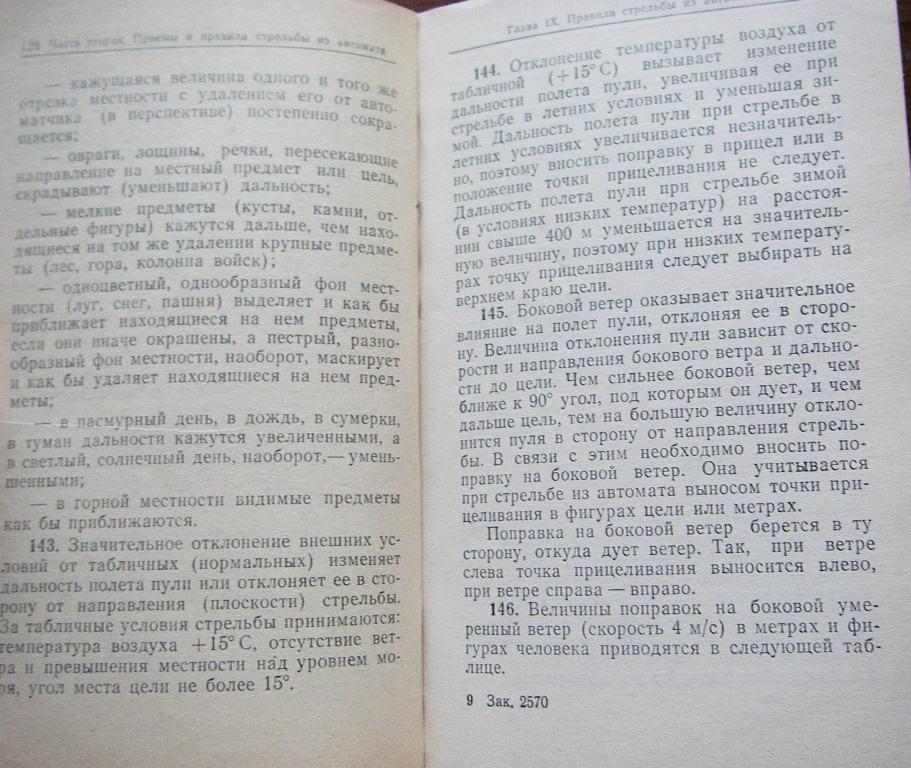 128 Часть вторая. Приемы и правила стрельбы из автомата
— кажущаяся величина одного и того же
отрезка местности с удалением его от авто-
матчика (в перспективе) постепенно сокра-
щается;
— овраги, лощины, речки, пересекающие
направление на местный предмет или цель,
скрадывают (уменьшают) дальность;
— мелкие предметы (кусты, камни, от-
дельные фигуры) кажутся дальше, чем нахо-
дящиеся на том же удалении крупные предме-
ты (лес, гора, колонна войск);
— одноцветный, однообразный фон мест-
ности (луг, снег, пашня) выделяет и как бы
приближает находящиеся на нем предметы,
если они иначе окрашены, а пестрый, разно-
образный фон местности, наоборот, маскирует
и как бы удаляет находящиеся на нем пред-
меты;
— в пасмурный день, в дождь, в сумерки,
в туман дальности кажутся увеличенными, а
в светлый, солнечный день, наоборот,— умень-
шенными;
— в горной местности видимые предметы
как бы приближаются.
143. Значительное отклонение внешних ус-
ловий от табличных (нормальных) изменяет
дальность полета пули или отклоняет ее в сто-
рону от направления (плоскости) стрельбы.
За табличные условия стрельбы принимаются:
температура воздуха +15° С, отсутствие вет-
ра и превышения местности над уровнем мо-
ря, угол места цели не более 15°.
Глава IX. Правила стрельбы из
144. Отклонение температуры воздуха от
табличной (+15° С) вызывает изменение
дальности полета пули, увеличивая ее при
стрельбе в летних условиях и уменьшая зи-
мой. Дальность полета пули при стрельбе в
летних условиях увеличивается незначитель-
но, поэтому вносить поправку в прицел или в
положение точки прицеливания не следует.
Дальность полета пули при стрельбе зимой
(в условиях низких температур) на расстоя-
нии свыше 400 м уменьшается на значитель-
ную величину, поэтому при низких температу-
рах точку прицеливания следует выбирать на
верхнем краю цели.
145. Боковой ветер оказывает значительное
влияние на полет пули, отклоняя ее в сторо-
ну. Величина отклонения пули зависит от ско-
рости и направления бокового ветра и дально-
сти до цели. Чем сильнее боковой ветер, чем
ближе к 90° угол, под которым он дует, и чем
дальше цель, тем на большую величину откло-
нится пуля в сторону от направления стрель-
бы. В связи с этим необходимо вносить по-
правку на боковой ветер. Она учитывается
при стрельбе из автомата выносом точки при-
целивания в фигурах цели или метрах.
Поправка на боковой ветер берется в ту
сторону, откуда дует ветер. Так, при ветре
слева точка прицеливания выносится влево,
при ветре справа — вправо.
146. Величины поправок на боковой уме-
ренный ветер (скорость 4 м/с) в метрах и фи-
гурах человека приводятся в следующей таб-
лице.
9 Зак. 2570